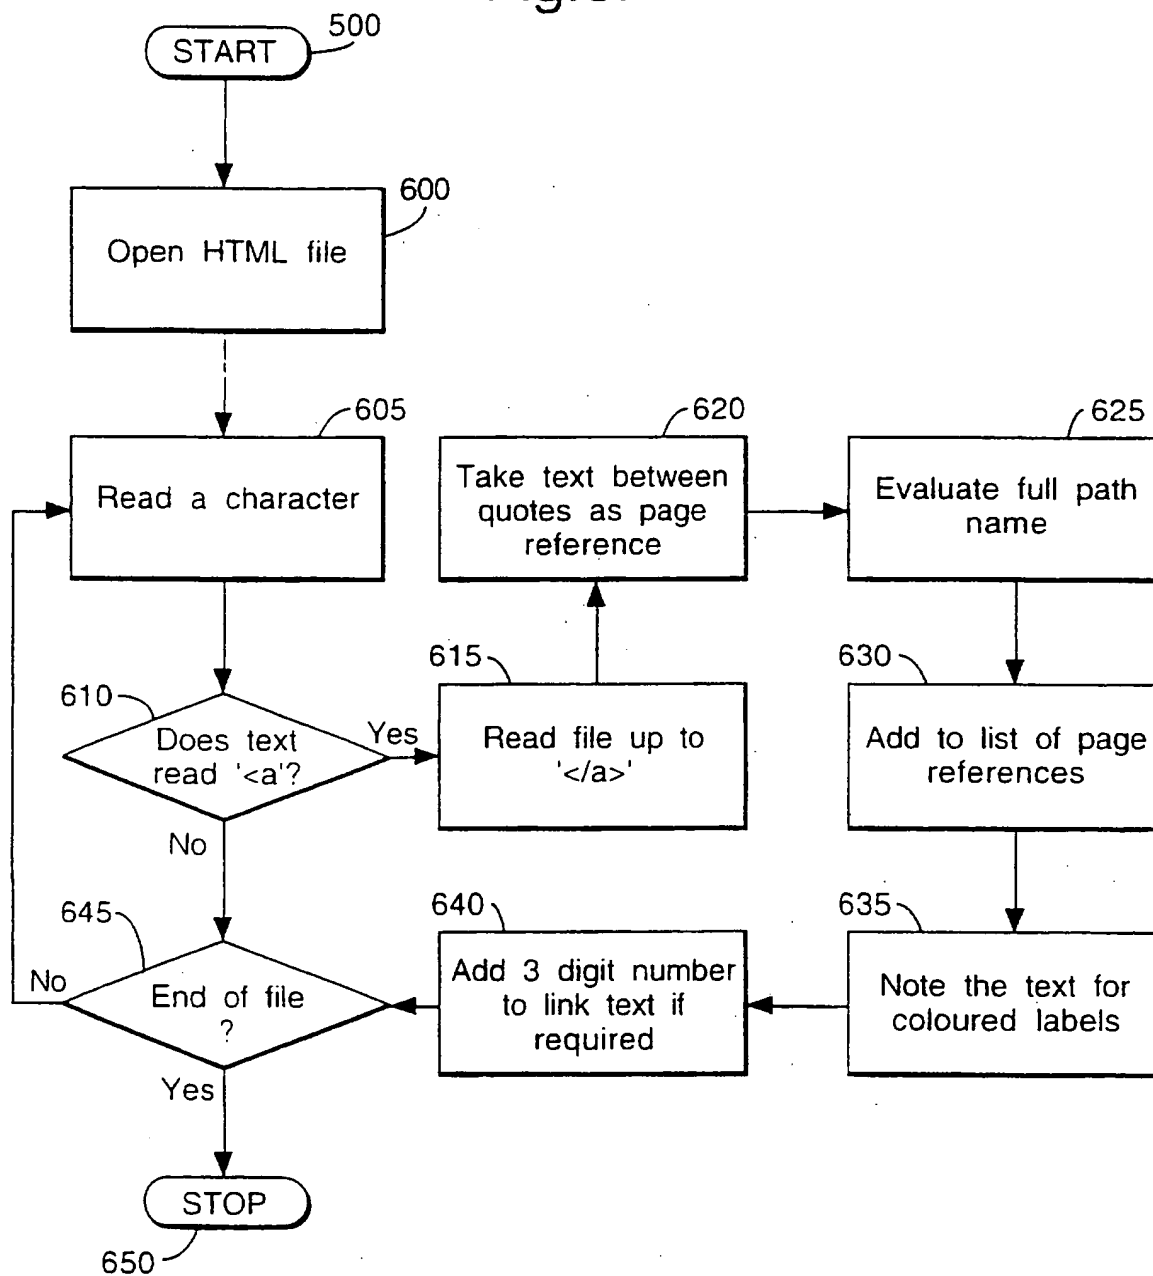 START
500
Open HTML file
600
Read a character
605
Take text between
quotes as page
reference
620
Evaluate full path
name
625
Does text
read '<a'?
610
Yes
No
Read file up to
'</a>'
615
Add to list of page
references
630
End of file
?
645
No
Yes
Add 3 digit number
to link text if
required
640
Note the text for
coloured labels
635
STOP
650